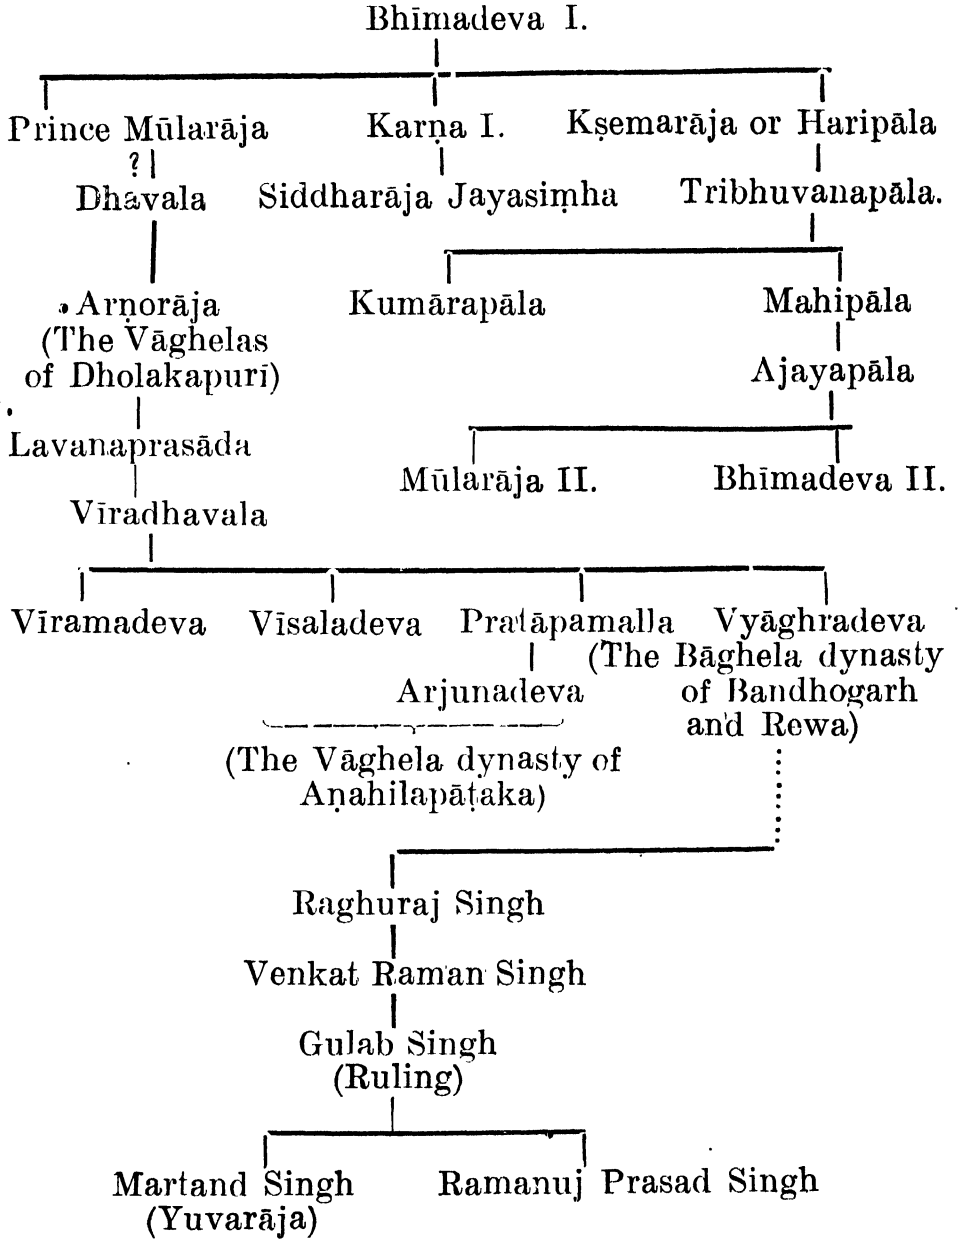 Bhīmadeva I.
Prince Mūlarāja Karṇa I. Kṣemarāja or Haripāla
?
Dhavala Siddharāja Jayasiṃha Tribhuvanapāla.
Arṇorāja Kumārapāla Mahipāla
(The Vāghelas
of Dholakapurī) Ajayapāla
Lavanaprasāda
Mūlarāja II. Bhīmadeva II.
Vīradhavala
Vīramadeva Vīsaladeva Pratāpamalla Vyāghradeva
(The Bāghela dynasty
Arjunadeva of Bandhogarh
and Rewa)
(The Vāghela dynasty of
Aṇahilapāṭaka)
Raghuraj Singh
Venkat Raman Singh
Gulab Singh
(Ruling)
Martand Singh Ramanuj Prasad Singh
(Yuvarāja)